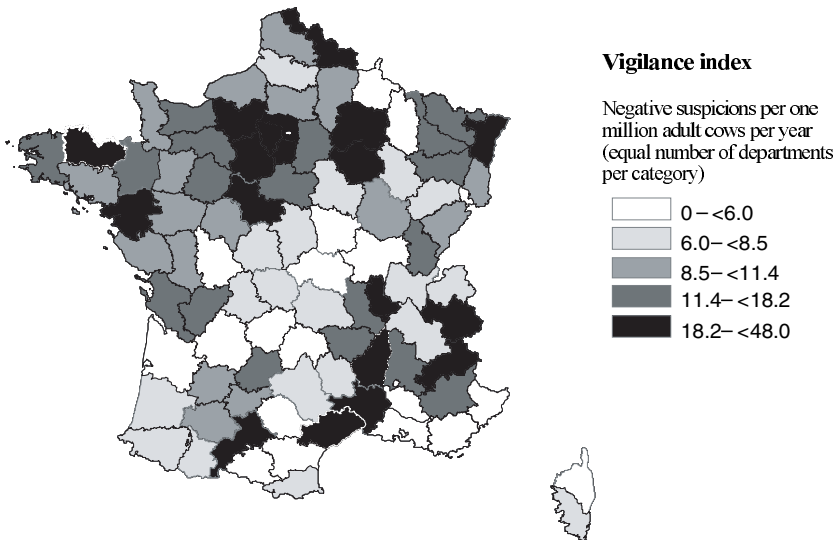 Vigilance index
Negative suspicions per one
million adult cows per year
(equal number of departments
per category)
0–<6.0
6.0–<8.5
8.5–<11.4
11.4–<18.2
18.2–<48.0